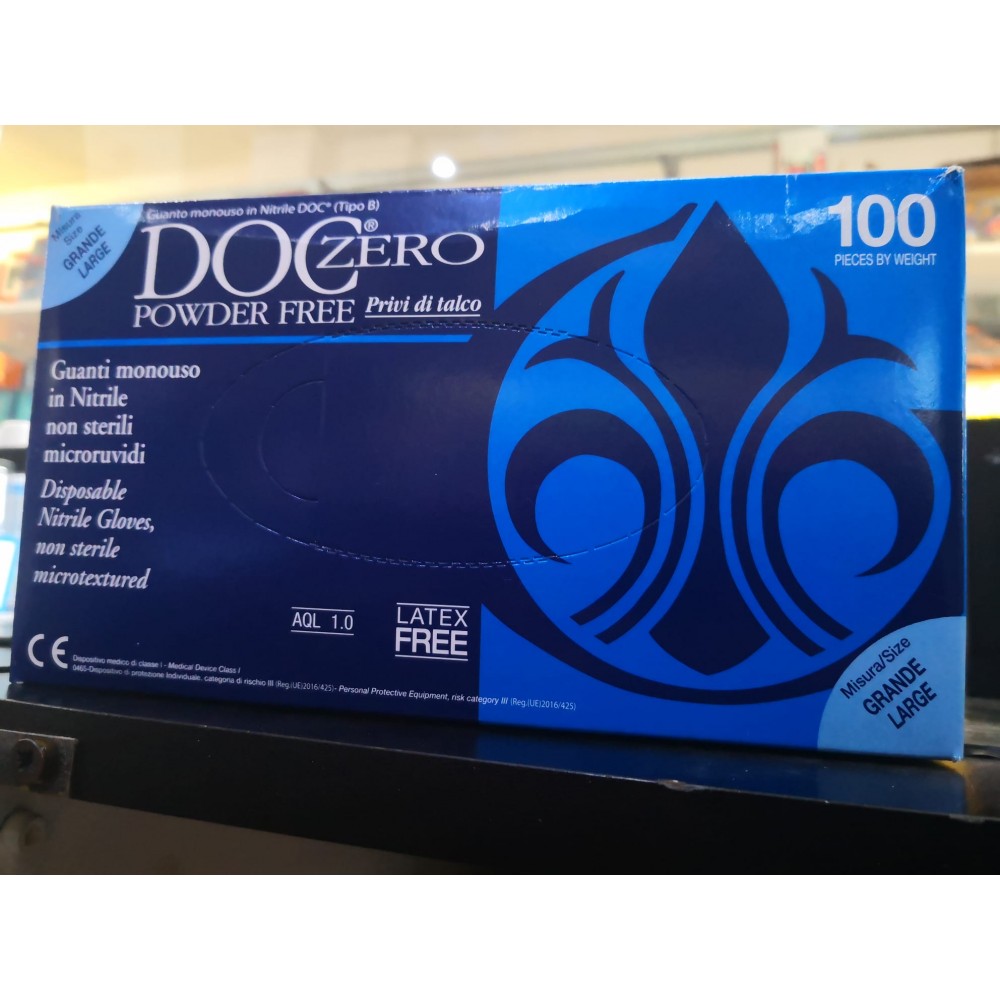 Misura
Size
GRANDE
LARGE
Guanto monouso in Nitrile DOC® (Tipo B)
DOC® ZERO
POWDER FREE Privi di talco
100
PIECES BY WEIGHT
Guanti monouso
in Nitrile
non sterili
microruvidi
Disposable
Nitrile Gloves,
non sterile
microtextured
AQL 1.0
LATEX
FREE
CE
Dispositivo medico di classe I - Medical Device Class I
0465-Dispositivo di protezione Individuale, categoria di rischio III (Reg.(UE)2016/425)- Personal Protective Equipment, risk category III (Reg.(UE)2016/425)
Misura/Size
GRANDE
LARGE